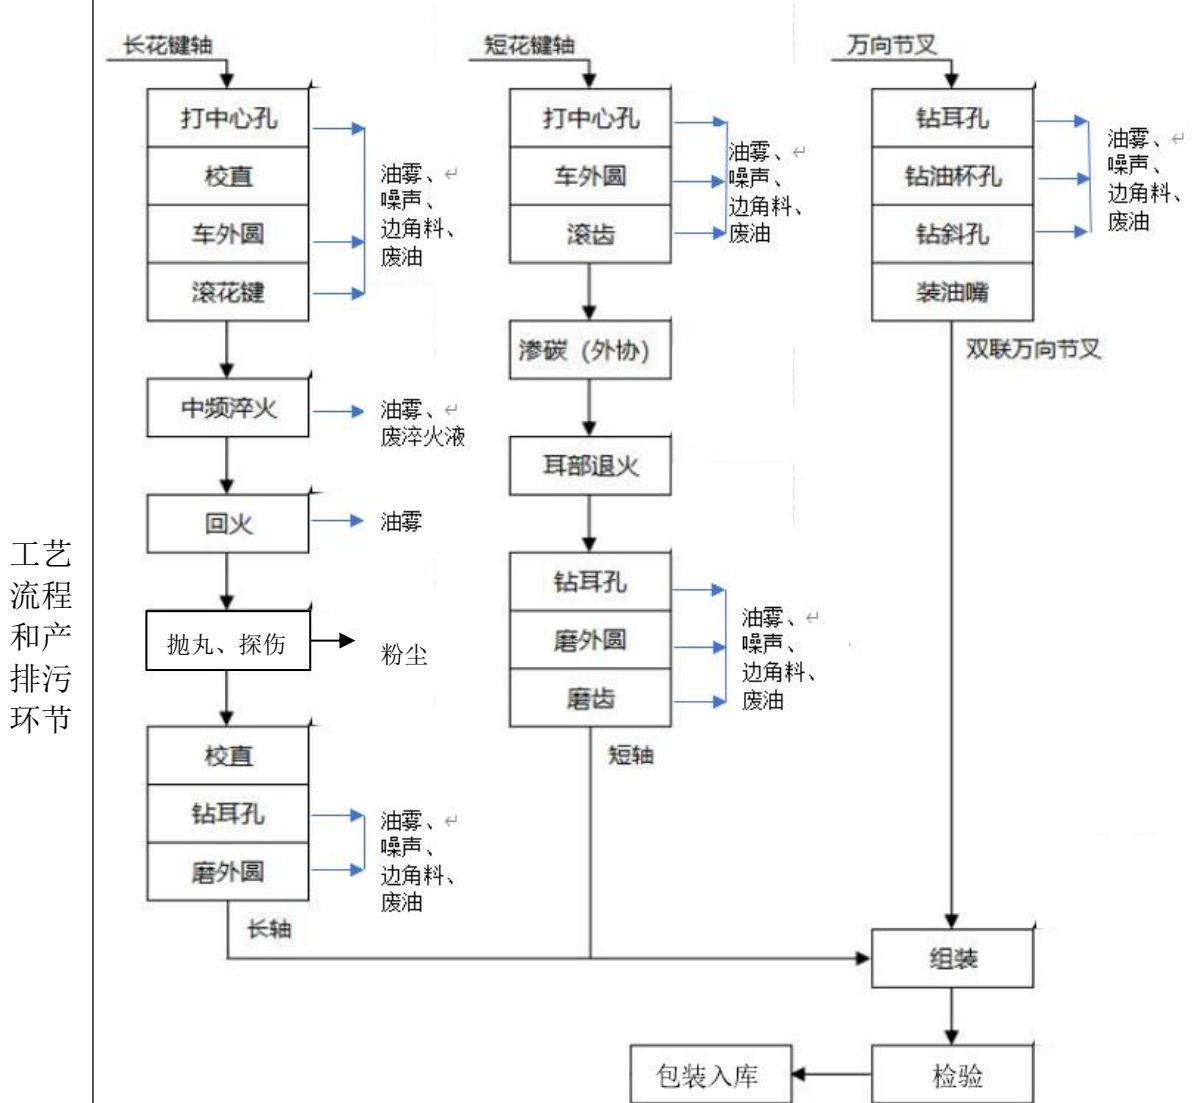 工艺
流程
和产
排污
环节
长花键轴
打中心孔
校直
车外圆
滚花键
油雾、
噪声、
边角料、
废油
中频淬火
油雾、
废淬火液
回火
油雾
抛丸、探伤
粉尘
校直
钻耳孔
磨外圆
油雾、
噪声、
边角料、
废油
长轴
短花键轴
打中心孔
车外圆
滚齿
油雾、
噪声、
边角料、
废油
渗碳（外协）
耳部退火
钻耳孔
磨外圆
磨齿
油雾、
噪声、
边角料、
废油
短轴
万向节叉
钻耳孔
钻油杯孔
钻斜孔
装油嘴
油雾、
噪声、
边角料、
废油
双联万向节叉
组装
检验
包装入库